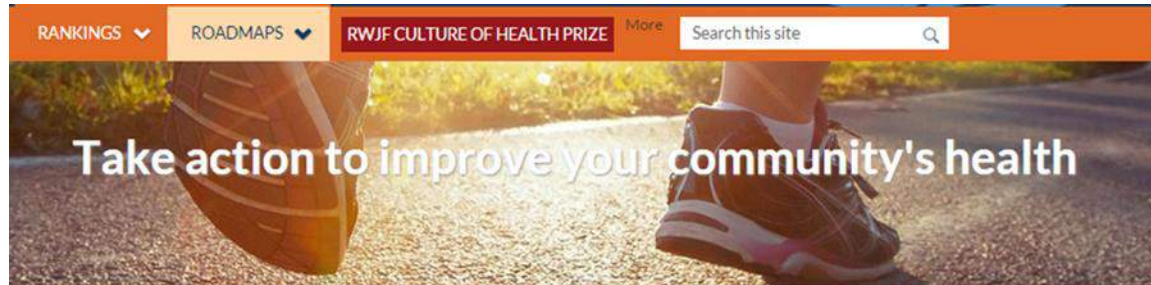 RANKINGS ROADMAPS RWJF CULTURE OF HEALTH PRIZE More Search this site
Take action to improve your community's health